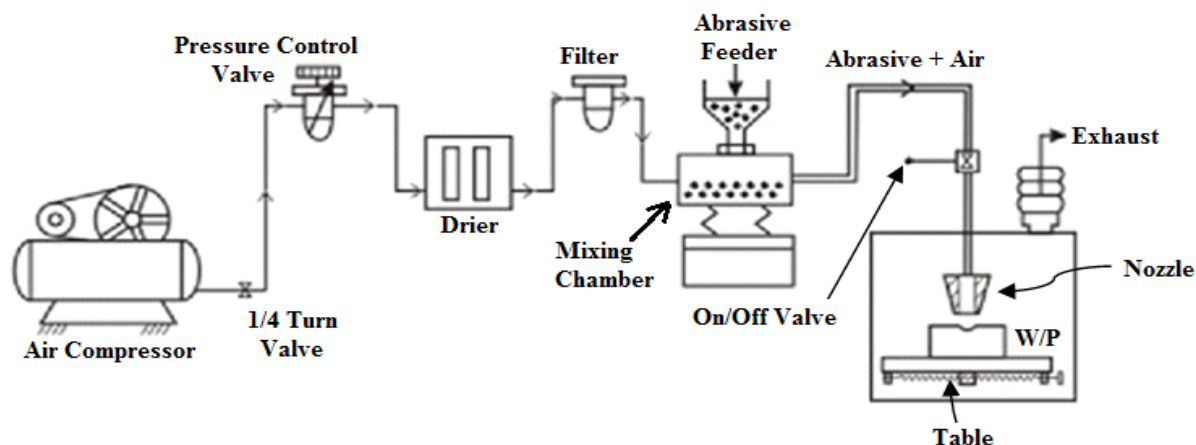 Pressure Control
Valve
Filter
Abrasive
Feeder
Abrasive + Air
Exhaust
Drier
Mixing
Chamber
On/Off Valve
Nozzle
W/P
1/4 Turn
Valve
Air Compressor
Table